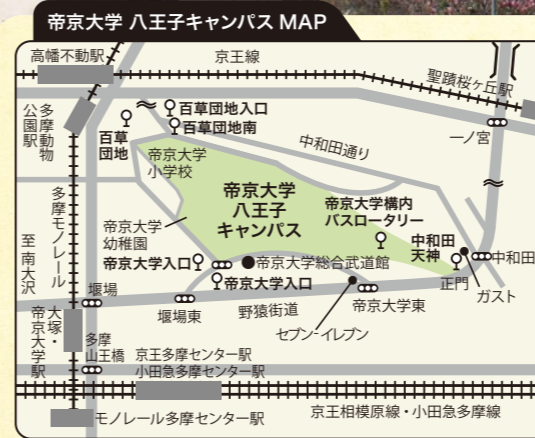 帝京大学 八王子キャンパス MAP
高幡不動駅
京王線
聖蹟桜ヶ丘駅
多摩動物
公園駅
百草
団地
百草団地入口
百草団地南
中和田通り
一ノ宮
帝京大学
小学校
帝京大学
八王子
キャンパス
帝京大学構内
バスロータリー
多摩モノレール
至 南大沢
帝京大学
幼稚園
帝京大学入口
帝京大学総合武道館
中和田
天神
中和田
正門
ガスト
帝京大学入口
堰場
堰場東
野猿街道
帝京大学東
セブン-イレブン
大塚・
帝京大学駅
多摩
山王橋
京王多摩センター駅
小田急多摩センター駅
モノレール多摩センター駅
京王相模原線・小田急多摩線